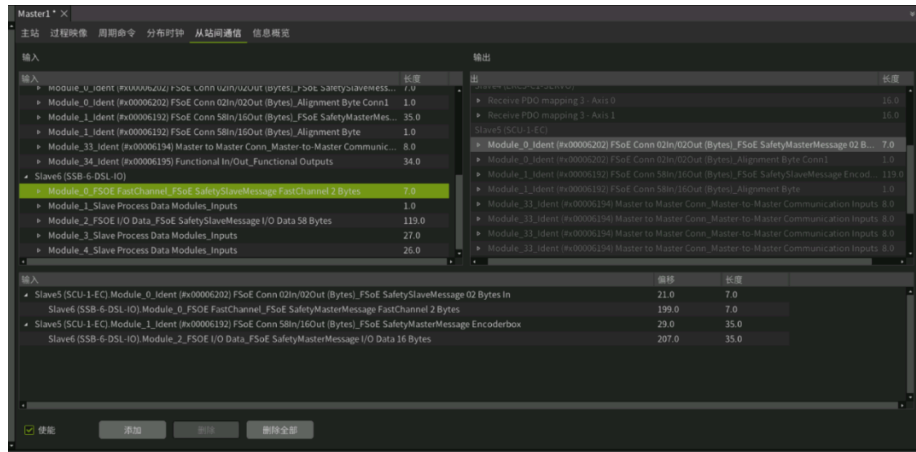 Master1*
主站 过程映像 周期命令 分布时钟 从站间通信 信息概览
输入
输入 长度
Module_0_Ident (#x00006202) FSoE Conn 02In/02Out (Bytes)_FSoE SafetySlaveMess... 7.0
Module_0_Ident (#x00006202) FSoE Conn 02In/02Out (Bytes)_Alignment Byte Conn1 1.0
Module_1_Ident (#x00006192) FSoE Conn 58In/16Out (Bytes)_FSoE SafetyMasterMes... 35.0
Module_1_Ident (#x00006192) FSoE Conn 58In/16Out (Bytes)_Alignment Byte 1.0
Module_33_Ident (#x00006194) Master to Master Conn_Master-to-Master Communic... 8.0
Module_34_Ident (#x00006195) Functional In/Out_Functional Outputs 34.0
Slave6 (SSB-6-DSL-IO)
Module_0_FSOE FastChannel_FSoE SafetySlaveMessage FastChannel 2 Bytes 7.0
Module_1_Slave Process Data Modules_Inputs 1.0
Module_2_FSOE I/O Data_FSoE SafetySlaveMessage I/O Data 58 Bytes 119.0
Module_3_Slave Process Data Modules_Inputs 27.0
Module_4_Slave Process Data Modules_Inputs 26.0
输出
出 长度
Receive PDO mapping 2 - Axis 0 16.0
Receive PDO mapping 3 - Axis 1 16.0
Slave5 (SCU-1-EC)
Module_0_Ident (#x00006202) FSoE Conn 02In/02Out (Bytes)_FSoE SafetyMasterMessage 02 B... 7.0
Module_0_Ident (#x00006202) FSoE Conn 02In/02Out (Bytes)_Alignment Byte Conn1 1.0
Module_1_Ident (#x00006192) FSoE Conn 58In/16Out (Bytes)_FSoE SafetySlaveMessage Encod... 119.0
Module_1_Ident (#x00006192) FSoE Conn 58In/16Out (Bytes)_Alignment Byte 1.0
Module_33_Ident (#x00006194) Master to Master Conn_Master-to-Master Communication Inputs 8.0
Module_33_Ident (#x00006194) Master to Master Conn_Master-to-Master Communication Inputs 8.0
Module_33_Ident (#x00006194) Master to Master Conn_Master-to-Master Communication Inputs 8.0
输入 偏移 长度
Slave5 (SCU-1-EC).Module_0_Ident (#x00006202) FSoE Conn 02In/02Out (Bytes)_FSoE SafetySlaveMessage 02 Bytes In 21.0 7.0
Slave6 (SSB-6-DSL-IO).Module_0_FSOE FastChannel_FSoE SafetyMasterMessage FastChannel 2 Bytes 199.0 7.0
Slave5 (SCU-1-EC).Module_1_Ident (#x00006192) FSoE Conn 58In/16Out (Bytes)_FSoE SafetyMasterMessage Encoderbox 29.0 35.0
Slave6 (SSB-6-DSL-IO).Module_2_FSOE I/O Data_FSoE SafetyMasterMessage I/O Data 16 Bytes 207.0 35.0
使能 添加 删除 删除全部